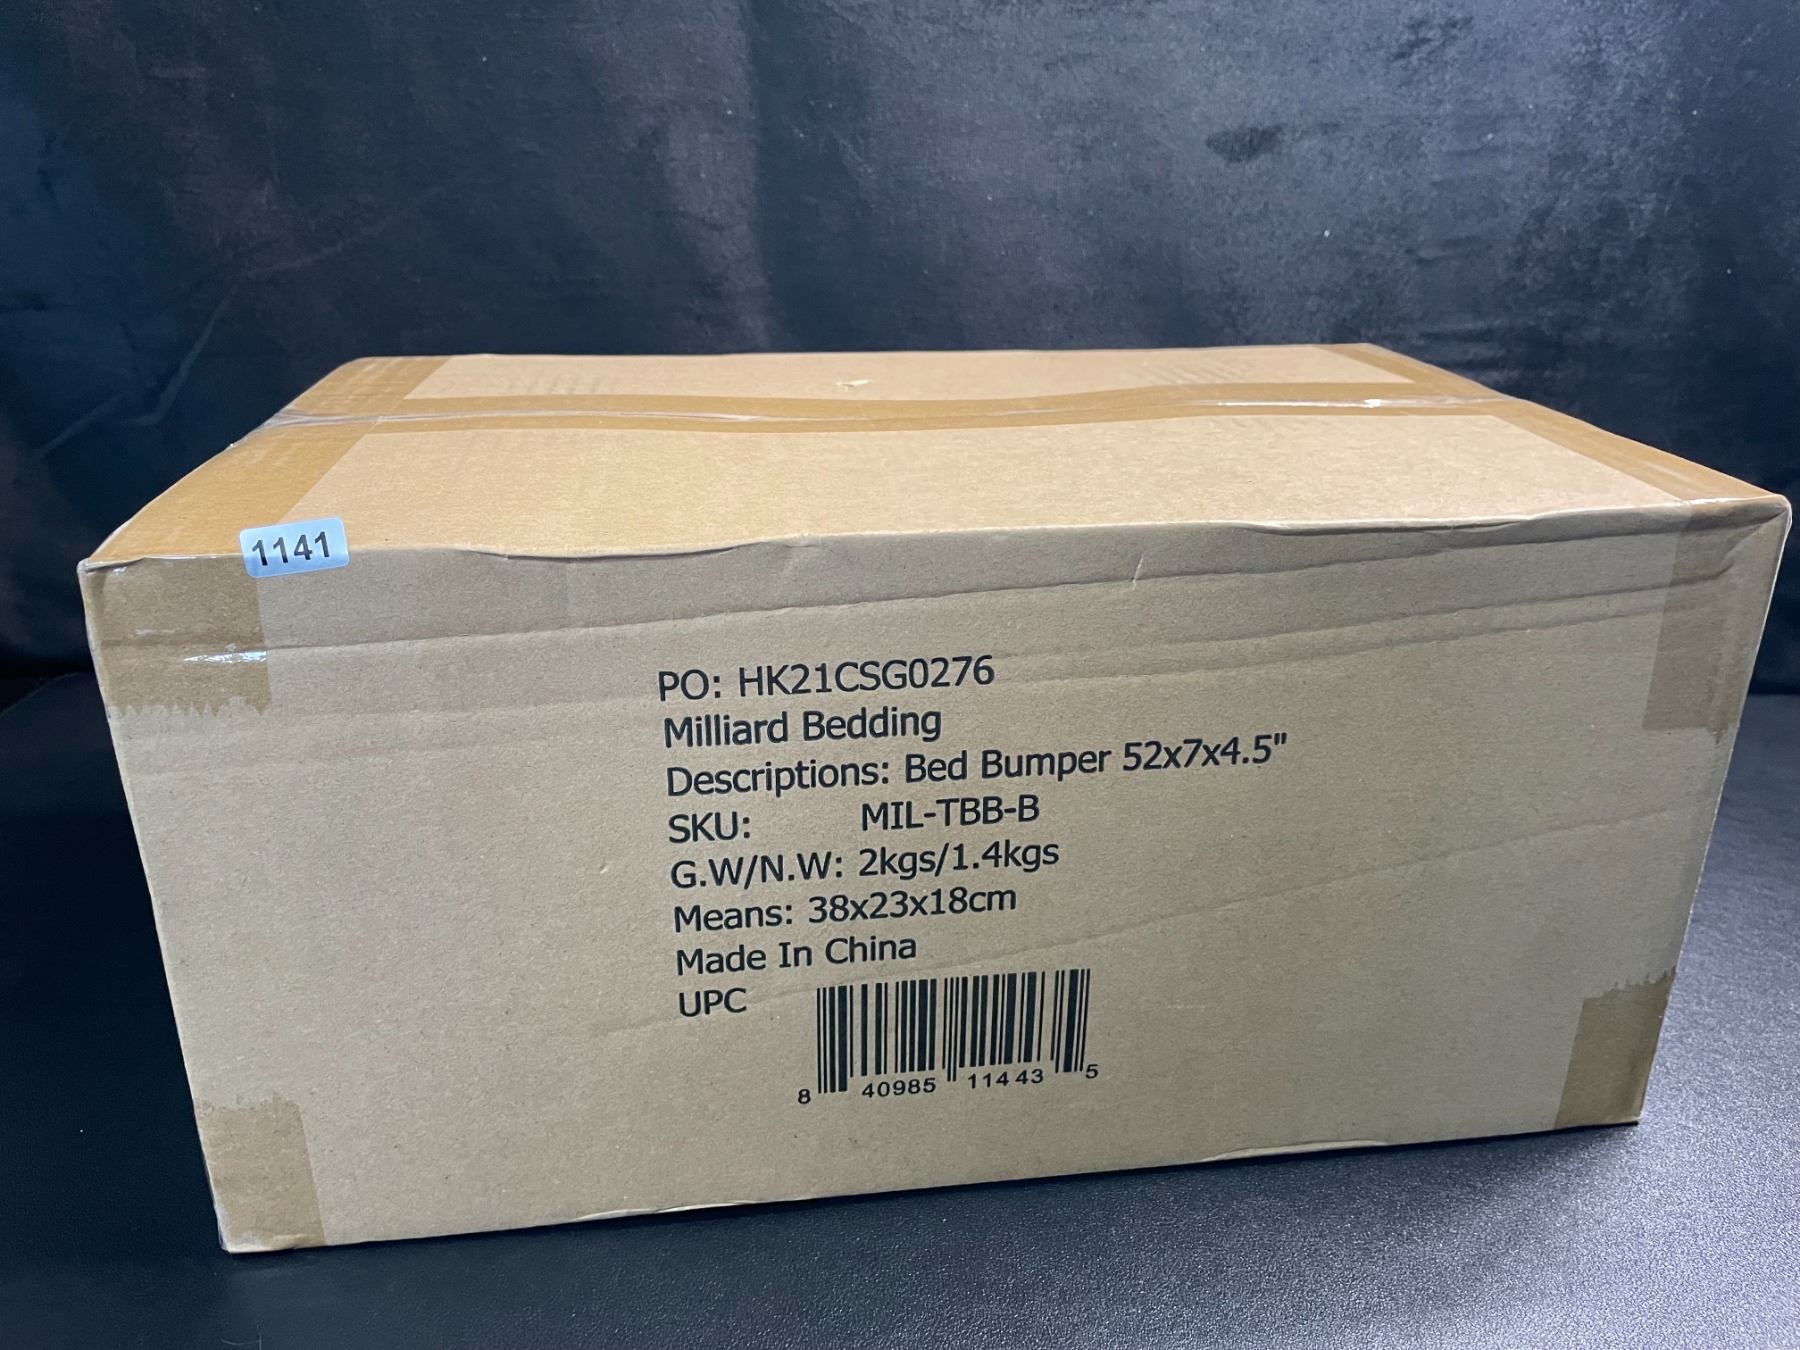 1141
PO: HK21CSG0276
Milliard Bedding
Descriptions: Bed Bumper 52x7x4.5"
SKU: MIL-TBB-B
G.W/N.W: 2kgs/1.4kgs
Means: 38x23x18cm
Made In China
UPC
8 40985 11443 5